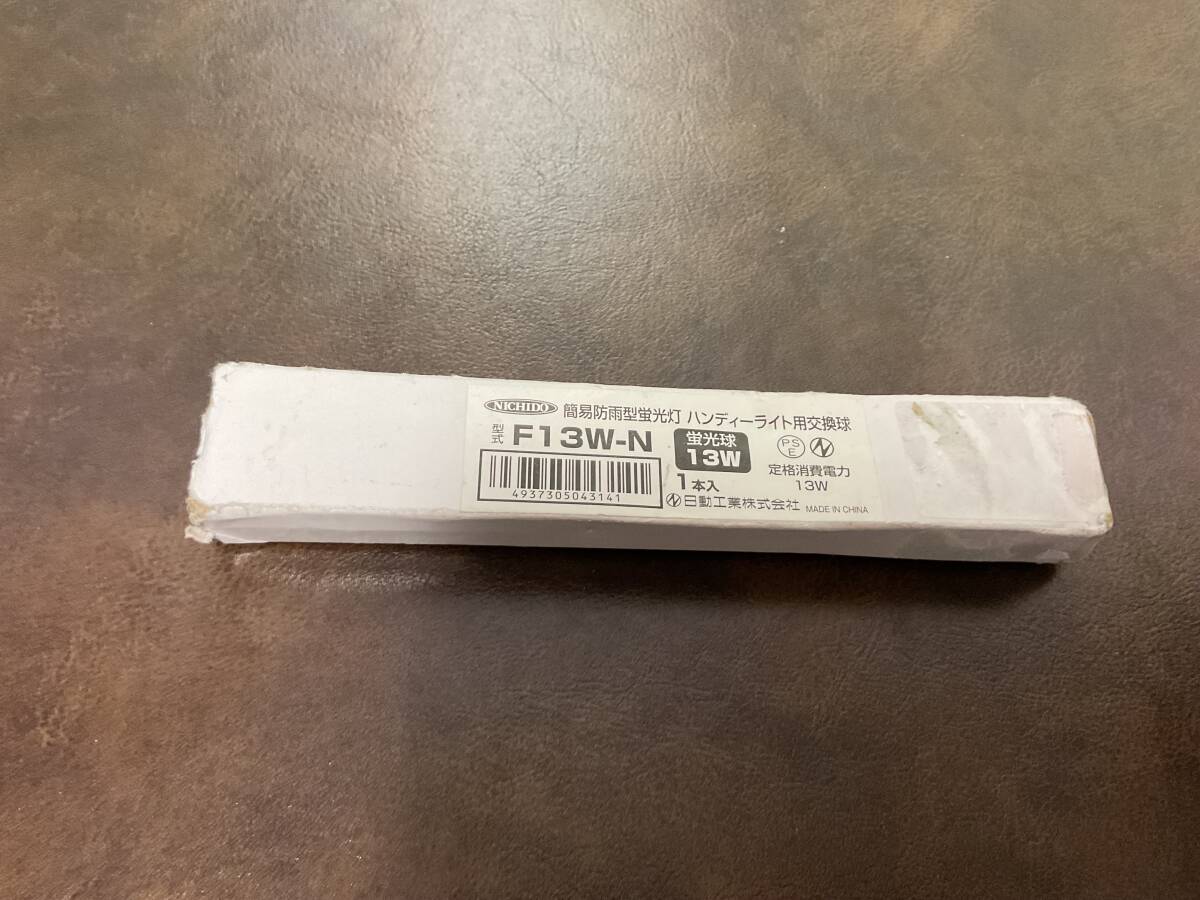 NICHIDO 簡易防雨型蛍光灯 ハンディーライト用交換球
型式 F13W-N
蛍光球 13W
1本入
PS E
定格消費電力 13W
4937305043141
日動工業株式会社 MADE IN CHINA